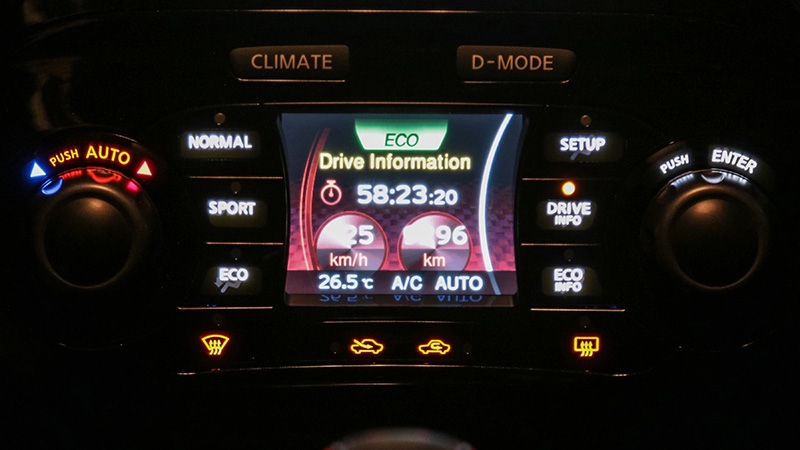 CLIMATE
D-MODE
PUSH AUTO
NORMAL
SPORT
ECO
ECO
Drive Information
58:23:20
km/h
km
26.5℃ A/C AUTO
SETUP
DRIVE
INFO
ECO
INFO
PUSH ENTER